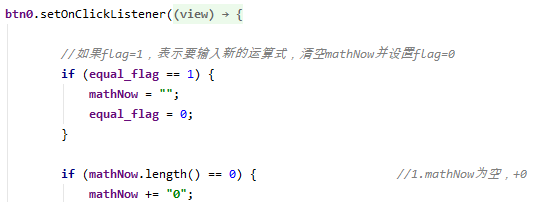 btn0.setOnClickListener((view) → {
//如果flag=1，表示要输入新的运算式，清空mathNow并设置flag=0
if (equal_flag == 1) {
mathNow = "";
equal_flag = 0;
}
if (mathNow.length() == 0) { //1.mathNow为空，+0
mathNow += "0";